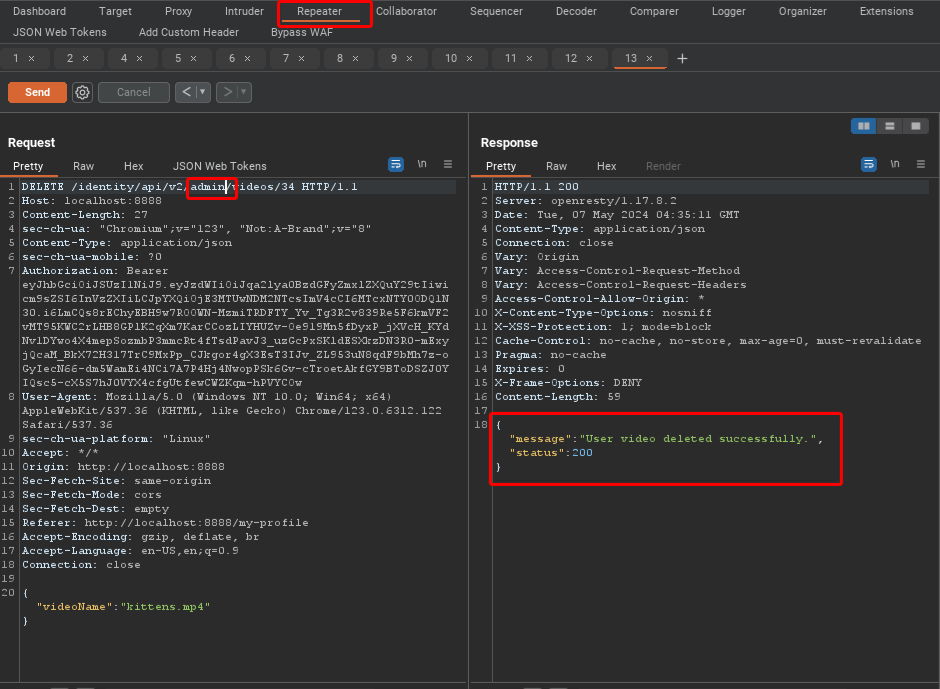 Dashboard Target Proxy Intruder Repeater Collaborator Sequencer Decoder Comparer Logger Organizer Extensions
JSON Web Tokens Add Custom Header Bypass WAF
1 × 2 × 4 × 5 × 6 × 7 × 8 × 9 × 10 × 11 × 12 × 13 × +
Send Cancel < ▾ > ▾
Request
Pretty Raw Hex JSON Web Tokens \n ≡
1 DELETE /identity/api/v2/admin/videos/34 HTTP/1.1
2 Host: localhost:8888
3 Content-Length: 27
4 sec-ch-ua: "Chromium";v="123", "Not:A-Brand";v="8"
5 Content-Type: application/json
6 sec-ch-ua-mobile: ?0
7 Authorization: Bearer
8 User-Agent: Mozilla/5.0 (Windows NT 10.0; Win64; x64)
AppleWebKit/537.36 (KHTML, like Gecko) Chrome/123.0.6312.122
Safari/537.36
9 sec-ch-ua-platform: "Linux"
10 Accept: */*
11 Origin: http://localhost:8888
12 Sec-Fetch-Site: same-origin
13 Sec-Fetch-Mode: cors
14 Sec-Fetch-Dest: empty
15 Referer: http://localhost:8888/my-profile
16 Accept-Encoding: gzip, deflate, br
17 Accept-Language: en-US,en;q=0.9
18 Connection: close
19
20 {
"videoName":"kittens.mp4"
}
Response
Pretty Raw Hex Render \n ≡
1 HTTP/1.1 200
2 Server: openresty/1.17.8.2
3 Date: Tue, 07 May 2024 04:35:11 GMT
4 Content-Type: application/json
5 Connection: close
6 Vary: Origin
7 Vary: Access-Control-Request-Method
8 Vary: Access-Control-Request-Headers
9 Access-Control-Allow-Origin: *
10 X-Content-Type-Options: nosniff
11 X-XSS-Protection: 1; mode=block
12 Cache-Control: no-cache, no-store, max-age=0, must-revalidate
13 Pragma: no-cache
14 Expires: 0
15 X-Frame-Options: DENY
16 Content-Length: 59
17
18 {
"message":"User video deleted successfully.",
"status":200
}